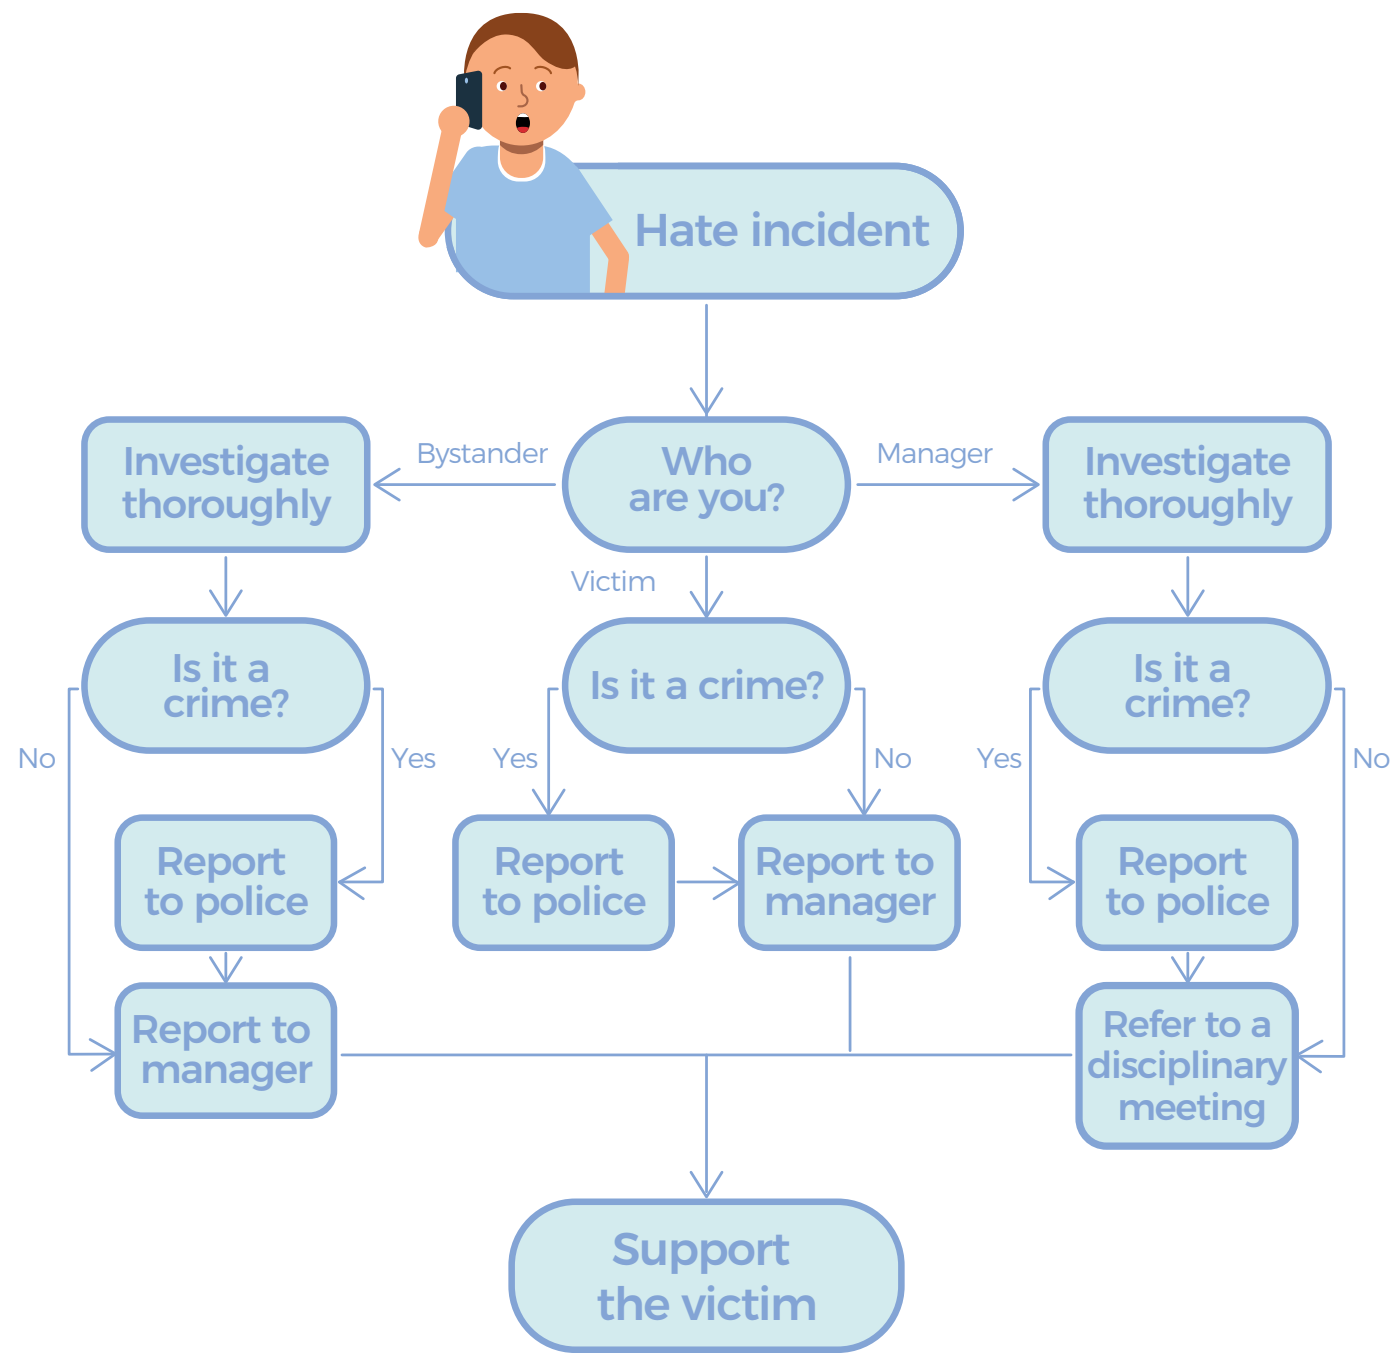 Hate incident
Bystander
Who
are you?
Manager
Investigate
thoroughly
Investigate
thoroughly
Victim
Is it a
crime?
Is it a crime?
Is it a
crime?
No
Yes
Yes
No
Yes
No
Report
to police
Report
to police
Report to
manager
Report
to police
Report to
manager
Refer to a
disciplinary
meeting
Support
the victim